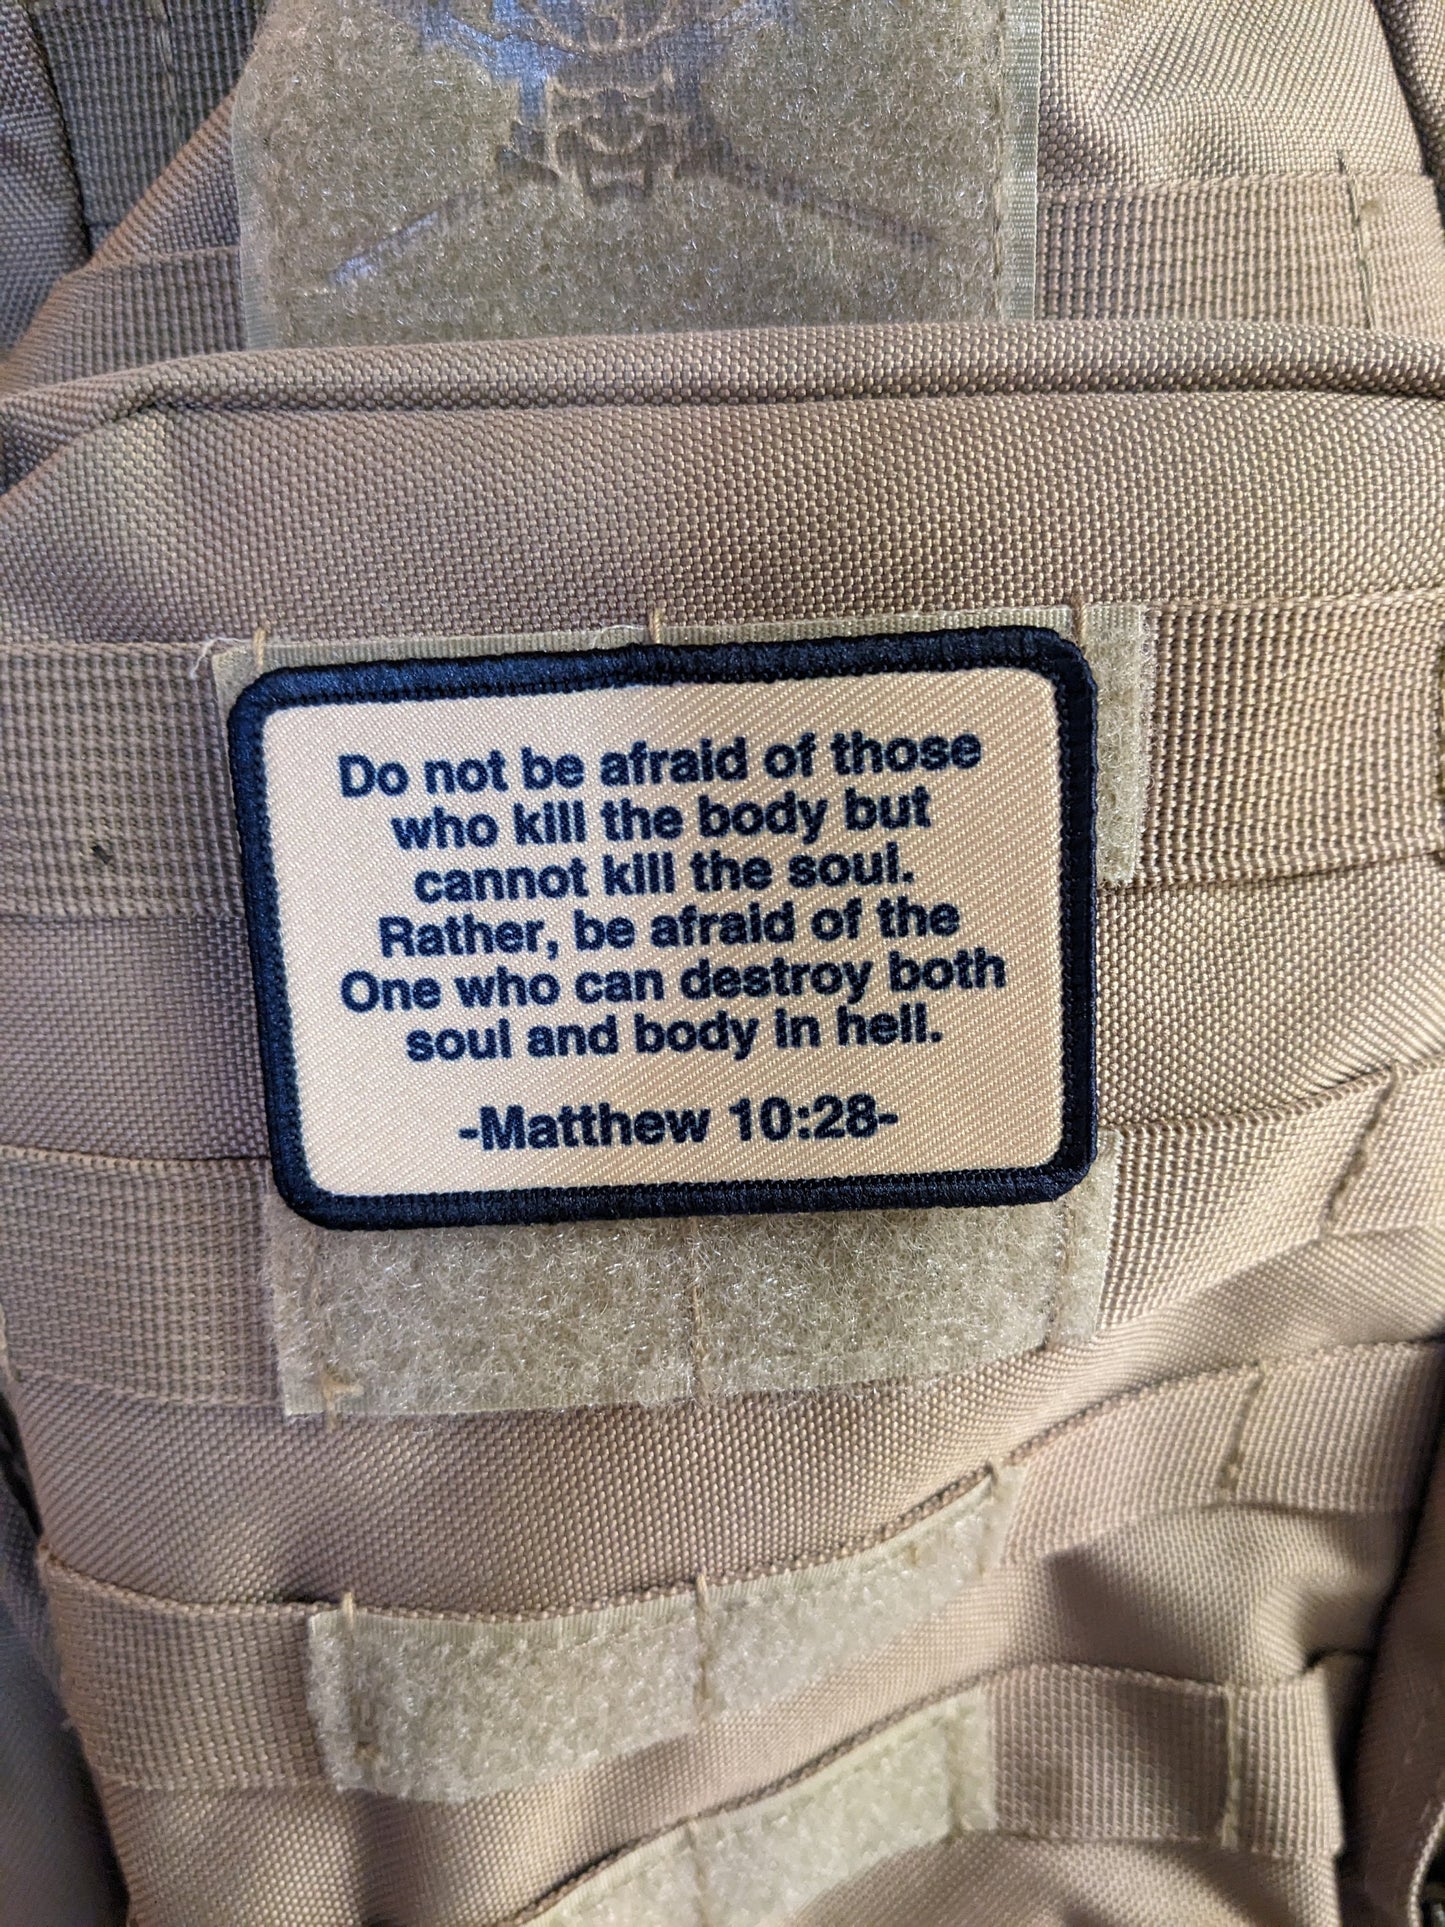 Do not be afraid of those
who kill the body but
cannot kill the soul.
Rather, be afraid of the
One who can destroy both
soul and body in hell.
-Matthew 10:28-